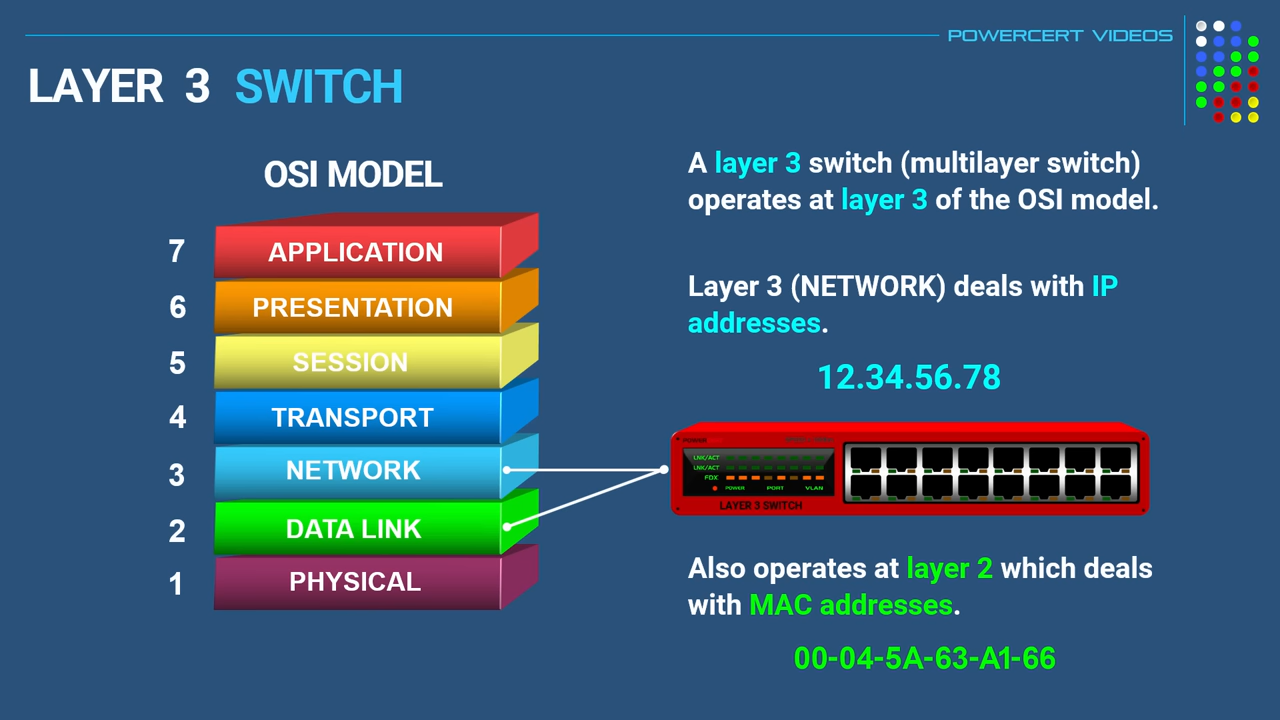 POWERCERT VIDEOS
LAYER 3 SWITCH
OSI MODEL
7 APPLICATION
6 PRESENTATION
5 SESSION
4 TRANSPORT
3 NETWORK
2 DATA LINK
1 PHYSICAL
A layer 3 switch (multilayer switch)
operates at layer 3 of the OSI model.
Layer 3 (NETWORK) deals with IP
addresses.
12.34.56.78
LNK/ACT
LNK/ACT
FDX
POWER PORT VLAN
LAYER 3 SWITCH
Also operates at layer 2 which deals
with MAC addresses.
00-04-5A-63-A1-66